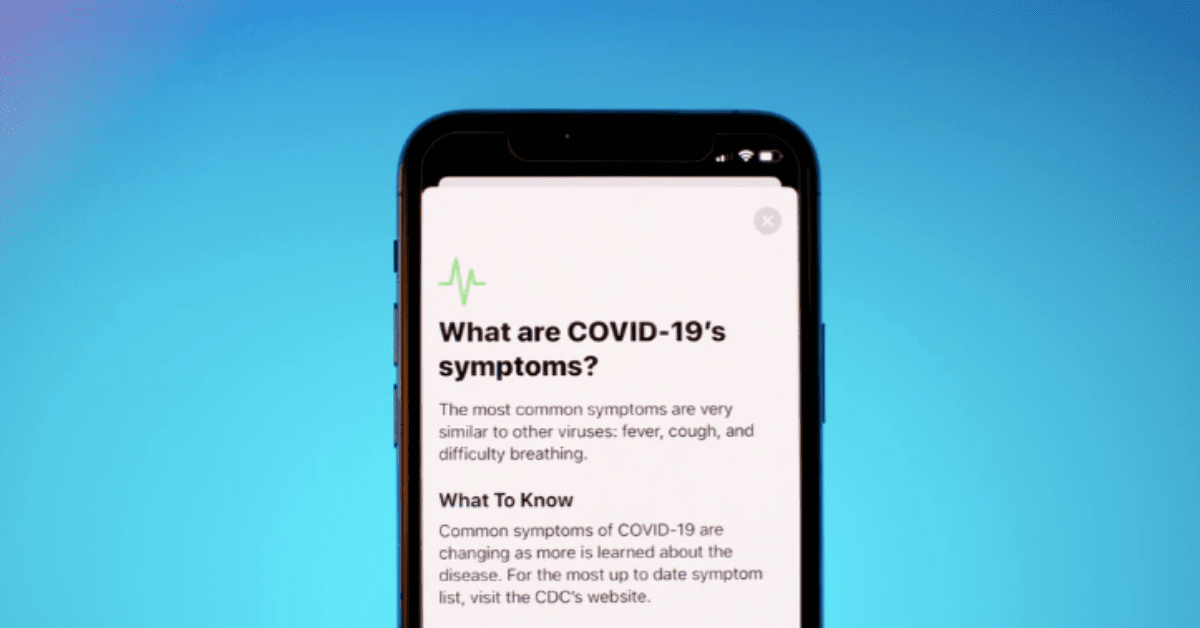 What are COVID-19’s
symptoms?
The most common symptoms are very
similar to other viruses: fever, cough, and
difficulty breathing.
What To Know
Common symptoms of COVID-19 are
changing as more is learned about the
disease. For the most up to date symptom
list, visit the CDC’s website.